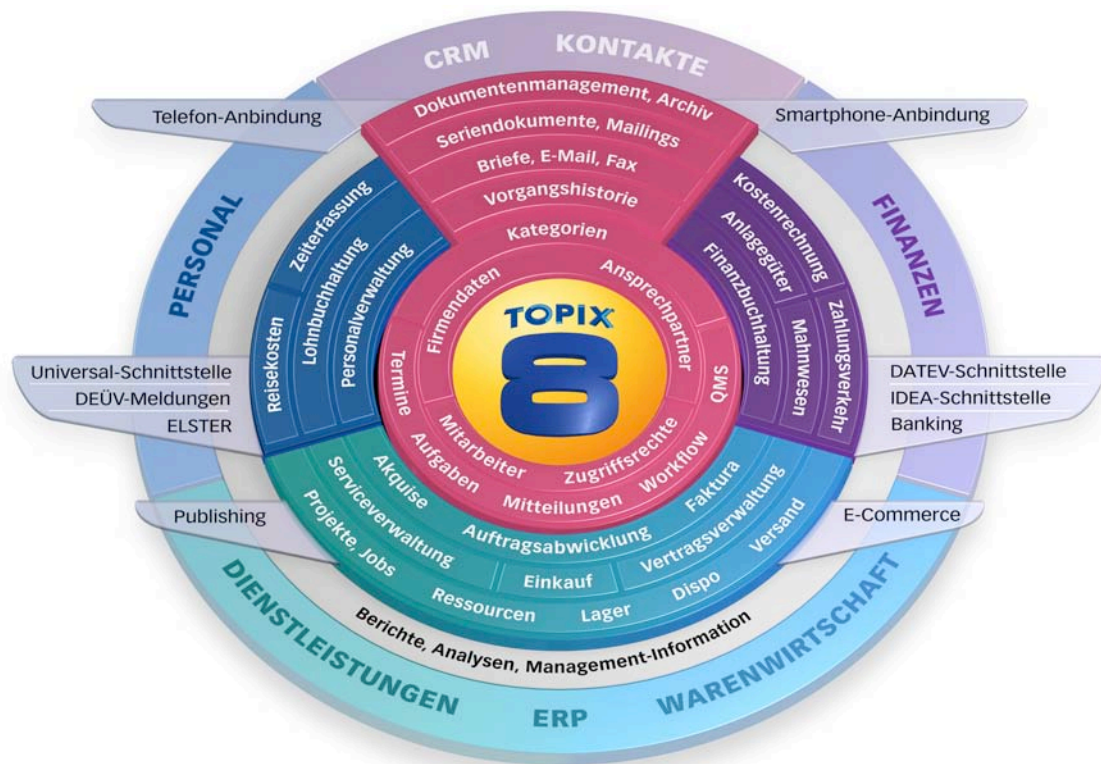 CRM KONTAKTE
Dokumentenmanagement, Archiv
Telefon-Anbindung
Smartphone-Anbindung
Seriendokumente, Mailings
Briefe, E-Mail, Fax
Vorgangshistorie
Kategorien
PERSONAL
Zeiterfassung
Lohnbuchhaltung
Personalverwaltung
Reisekosten
Firmendaten
Ansprechpartner
TOPIX
8
Kostenrechnung
Anlagegüter
Finanzbuchhaltung
Zahlungsverkehr
Mahnwesen
FINANZEN
Termine
QMS
Universal-Schnittstelle
DEÜV-Meldungen
ELSTER
DATEV-Schnittstelle
IDEA-Schnittstelle
Banking
Mitarbeiter
Zugriffsrechte
Aufgaben
Mitteilungen
Workflow
Akquise
Auftragsabwicklung
Faktura
Serviceverwaltung
Einkauf
Vertragsverwaltung
Projekte, Jobs
Ressourcen
Lager
Dispo
Versand
Publishing
E-Commerce
Berichte, Analysen, Management-Information
DIENSTLEISTUNGEN
ERP
WARENWIRTSCHAFT